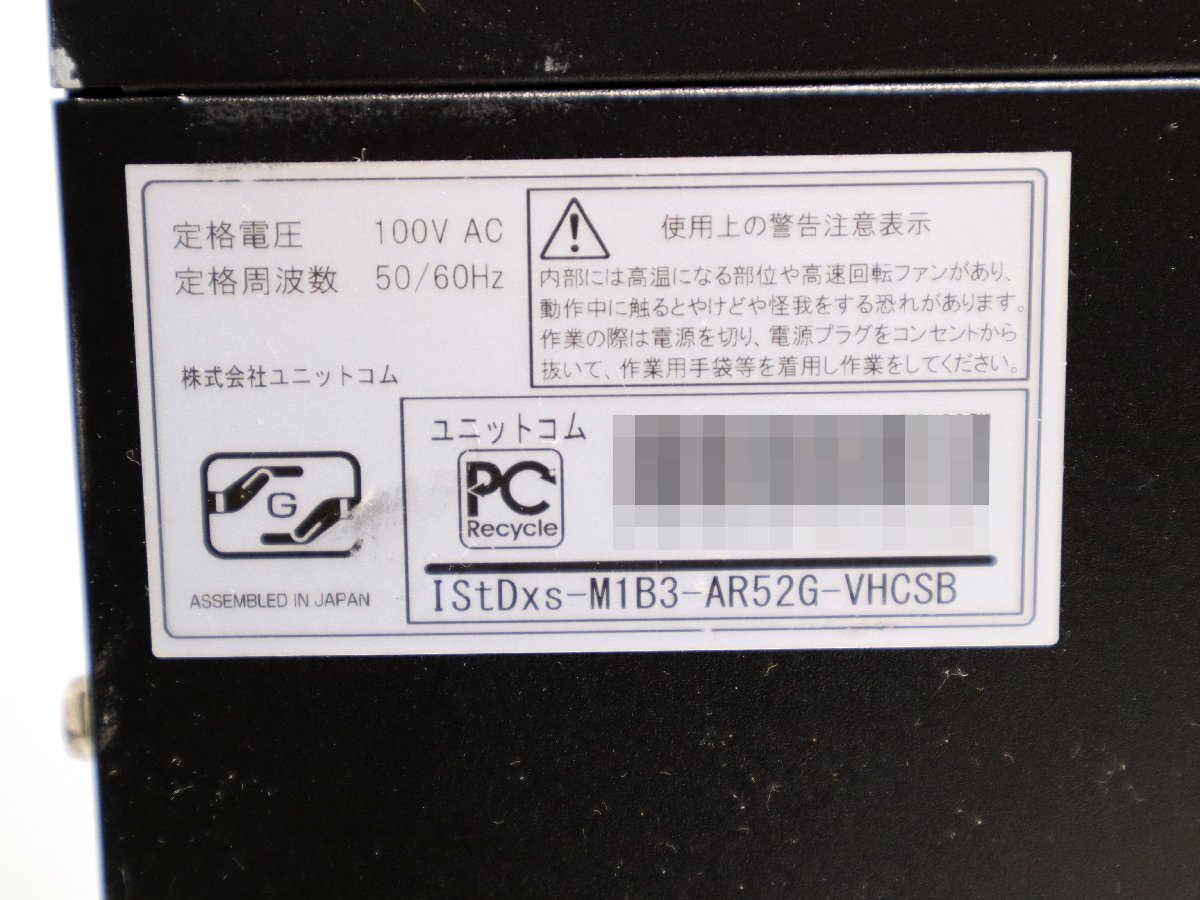 定格電圧 100V AC
定格周波数 50/60Hz
株式会社ユニットコム
G
ASSEMBLED IN JAPAN
使用上の警告注意表示
内部には高温になる部位や高速回転ファンがあり、
動作中に触るとやけどや怪我をする恐れがあります。
作業の際は電源を切り、電源プラグをコンセントから
抜いて、作業用手袋等を着用し作業をしてください。
ユニットコム
PC
Recycle
IStDxs-M1B3-AR52G-VHCSB